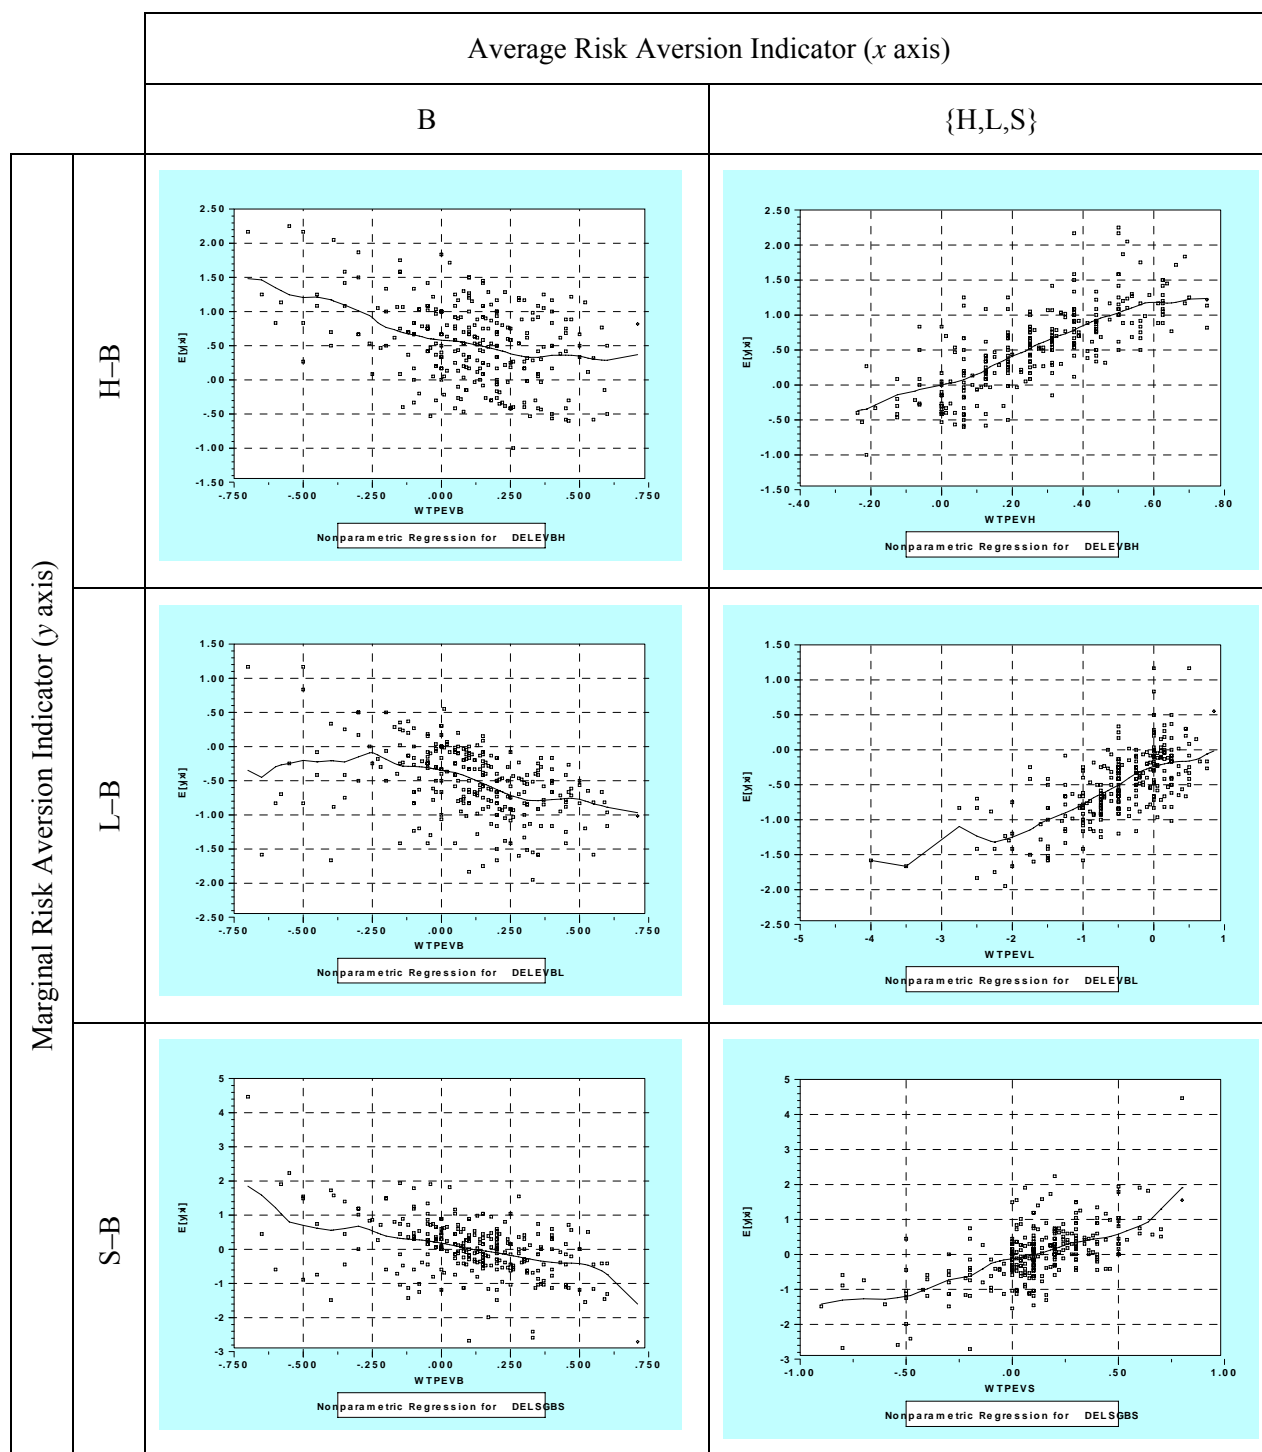 Average Risk Aversion Indicator (x axis)
B
{H,L,S}
Marginal Risk Aversion Indicator (y axis)
H–B
2.50
2.00
1.50
1.00
.50
.00
-.50
-1.00
-1.50
E[y|x]
-.750 -.500 -.250 .000 .250 .500 .750
WTPEVB
Nonparametric Regression for DELEVBH
2.50
2.00
1.50
1.00
.50
.00
-.50
-1.00
-1.50
E[y|x]
-.40 -.20 .00 .20 .40 .60 .80
WTPEVH
Nonparametric Regression for DELEVBH
L–B
1.50
1.00
.50
.00
-.50
-1.00
-1.50
-2.00
-2.50
E[y|x]
-.750 -.500 -.250 .000 .250 .500 .750
WTPEVB
Nonparametric Regression for DELEVBL
1.50
1.00
.50
.00
-.50
-1.00
-1.50
-2.00
-2.50
E[y|x]
-5 -4 -3 -2 -1 0 1
WTPEVL
Nonparametric Regression for DELEVBL
S–B
5
4
3
2
1
0
-1
-2
-3
E[y|x]
-.750 -.500 -.250 .000 .250 .500 .750
WTPEVB
Nonparametric Regression for DELSGBS
5
4
3
2
1
0
-1
-2
-3
E[y|x]
-1.00 -.50 .00 .50 1.00
WTPEVS
Nonparametric Regression for DELSGBS